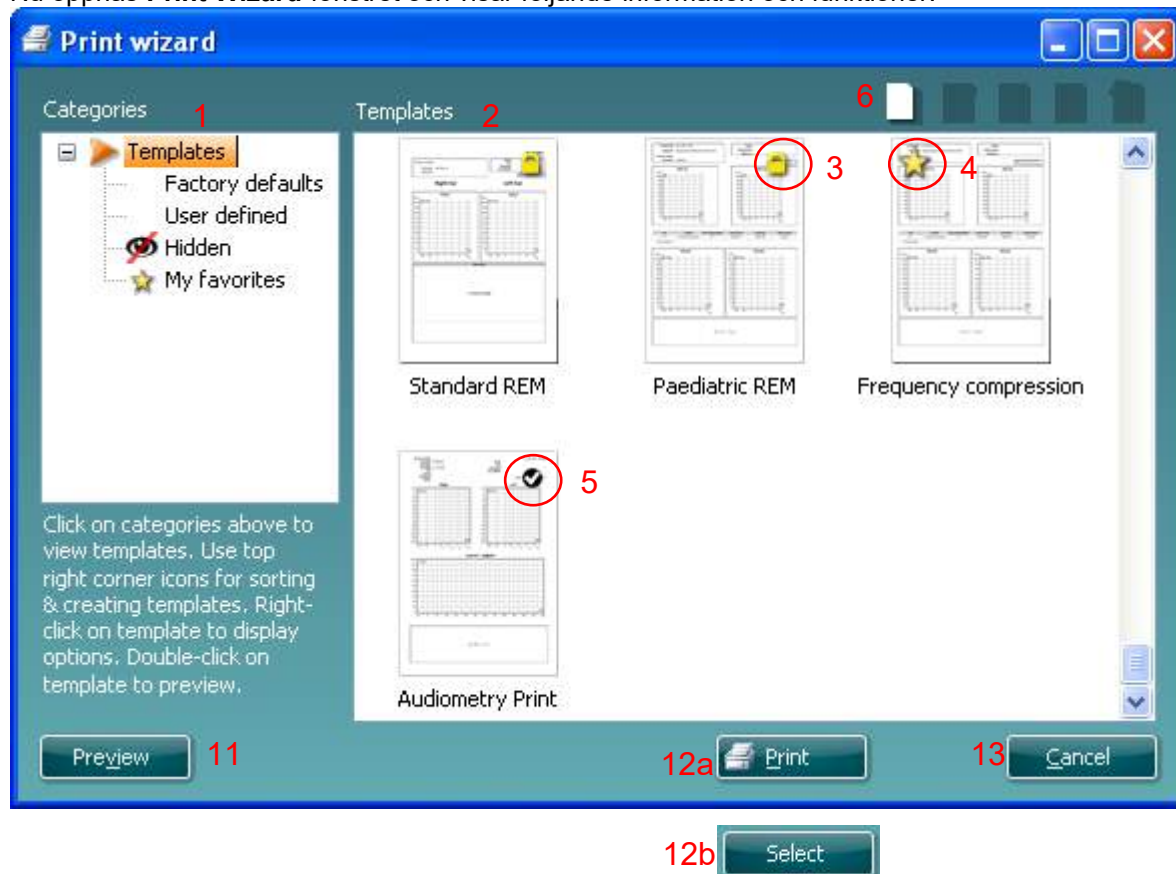 Print wizard
Categories 1
Templates 2
6
Templates
Factory defaults
User defined
Hidden
My favorites
3
4
Standard REM
Paediatric REM
Frequency compression
5
Audiometry Print
Click on categories above to
view templates. Use top
right corner icons for sorting
& creating templates. Right-
click on template to display
options. Double-click on
template to preview.
Preview 11
12a Print
13 Cancel
12b Select